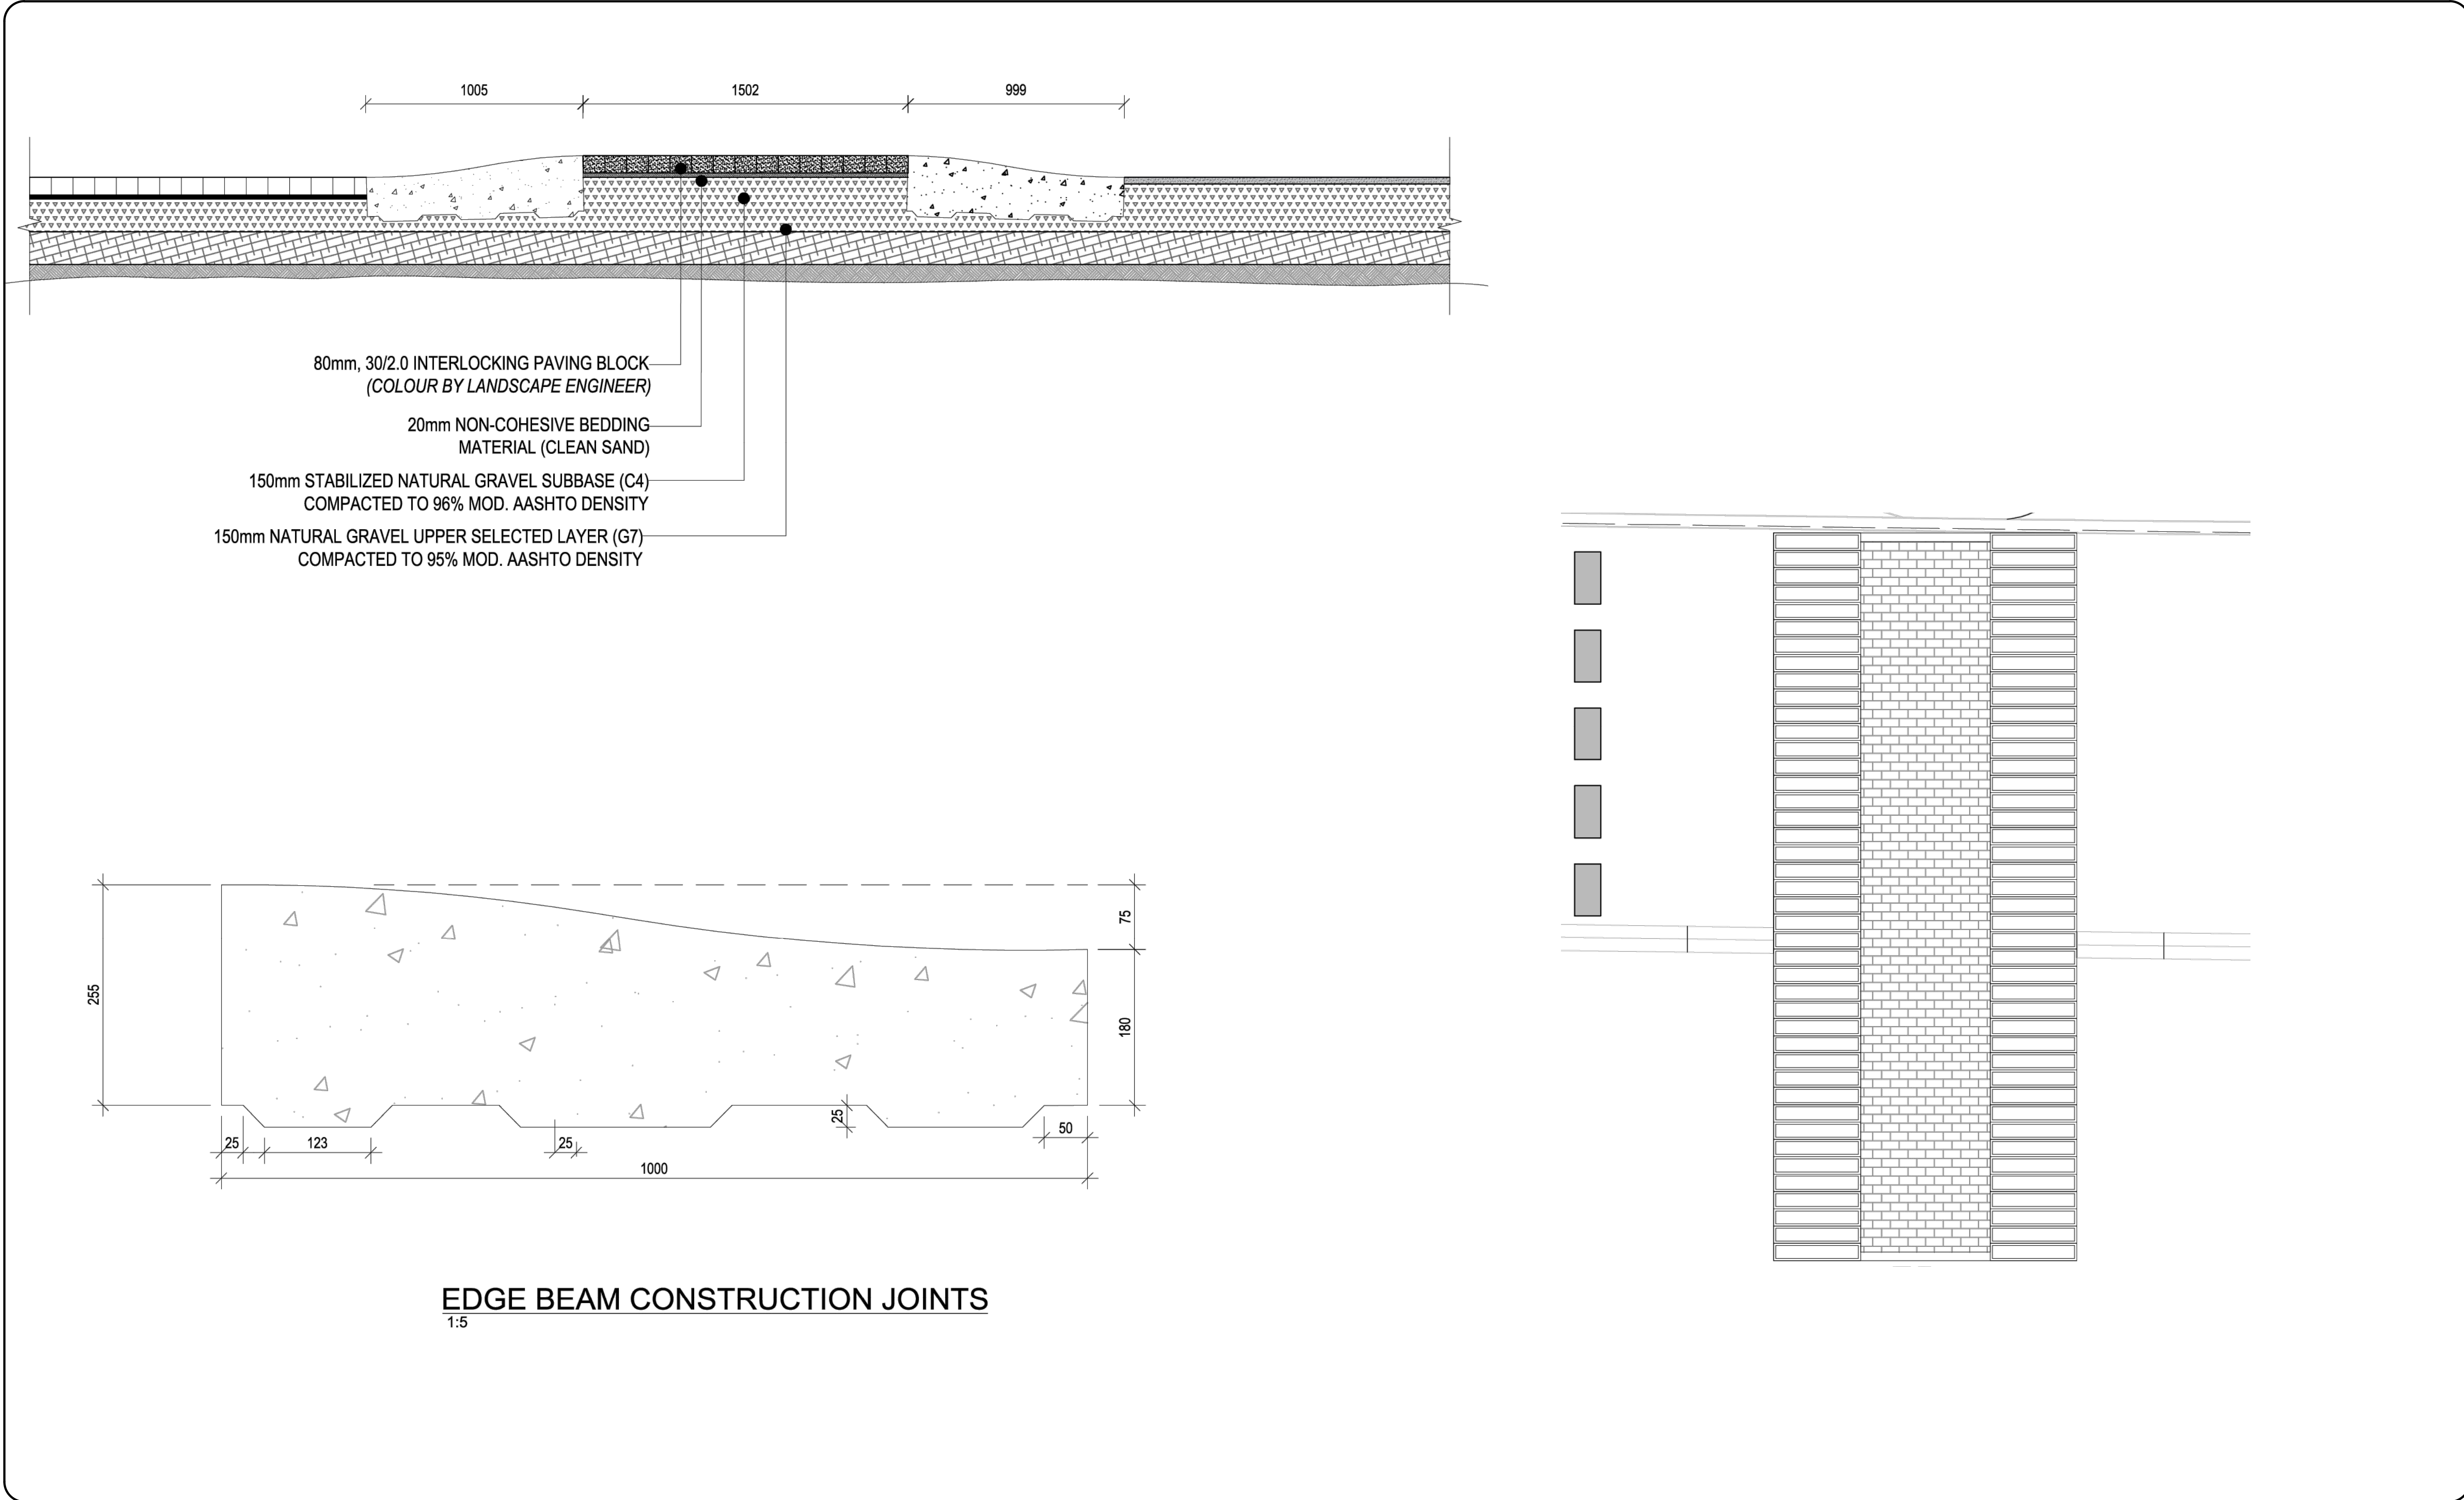 1005
1502
999
80mm, 30/2.0 INTERLOCKING PAVING BLOCK
(COLOUR BY LANDSCAPE ENGINEER)
20mm NON-COHESIVE BEDDING
MATERIAL (CLEAN SAND)
150mm STABILIZED NATURAL GRAVEL SUBBASE (C4)
COMPACTED TO 96% MOD. AASHTO DENSITY
150mm NATURAL GRAVEL UPPER SELECTED LAYER (G7)
COMPACTED TO 95% MOD. AASHTO DENSITY
75
255
180
25
50
25
123
25
1000
EDGE BEAM CONSTRUCTION JOINTS
1:5